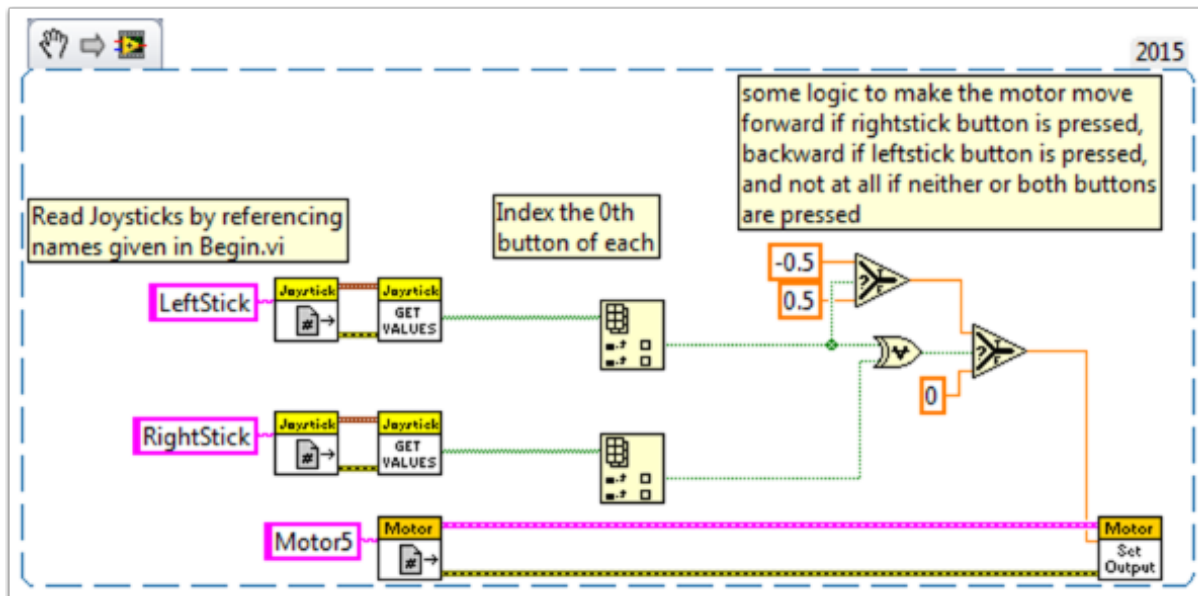 2015
some logic to make the motor move
forward if rightstick button is pressed,
backward if leftstick button is pressed,
and not at all if neither or both buttons
are pressed
Read Joysticks by referencing
names given in Begin.vi
Index the 0th
button of each
-0.5
0.5
? T F
LeftStick
Joystick
#
Joystick
GET
VALUES
? T F
0
RightStick
Joystick
#
Joystick
GET
VALUES
Motor5
Motor
#
Motor
Set
Output